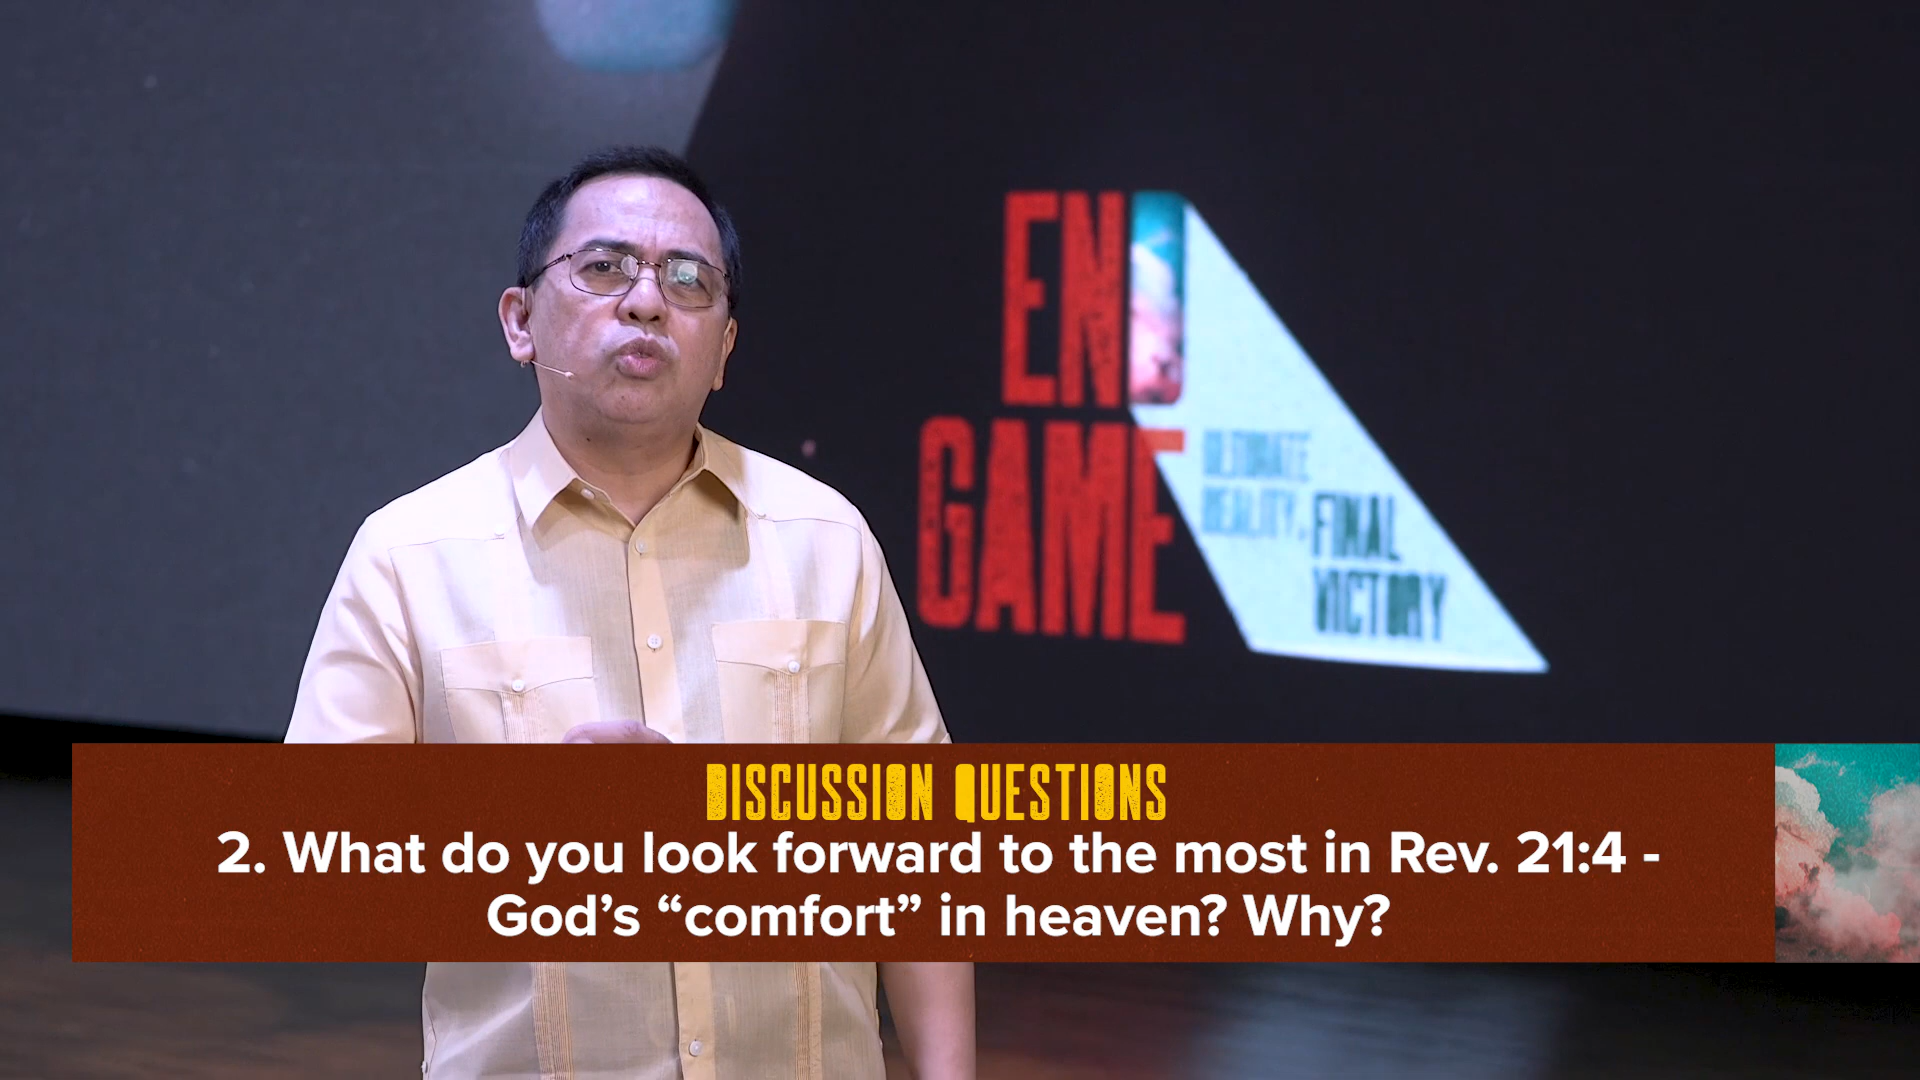 END
GAME
ULTIMATE
REALITY.
FINAL
VICTORY
DISCUSSION QUESTIONS
2. What do you look forward to the most in Rev. 21:4 -
God’s “comfort” in heaven? Why?